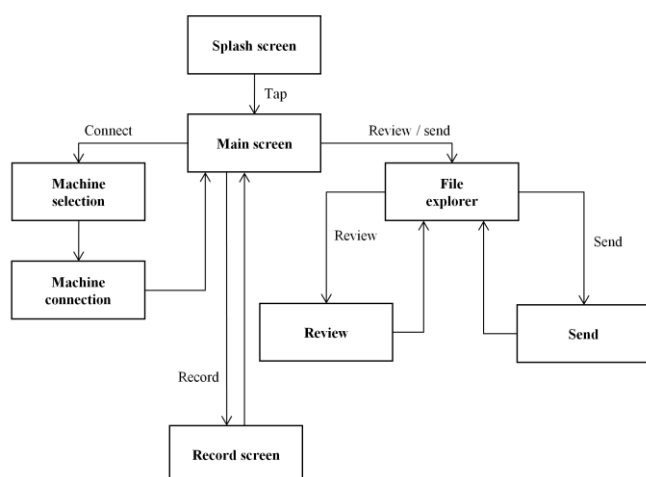 Splash screen
Tap
Main screen
Connect
Review / send
Machine
selection
File
explorer
Review
Send
Machine
connection
Review
Send
Record
Record screen